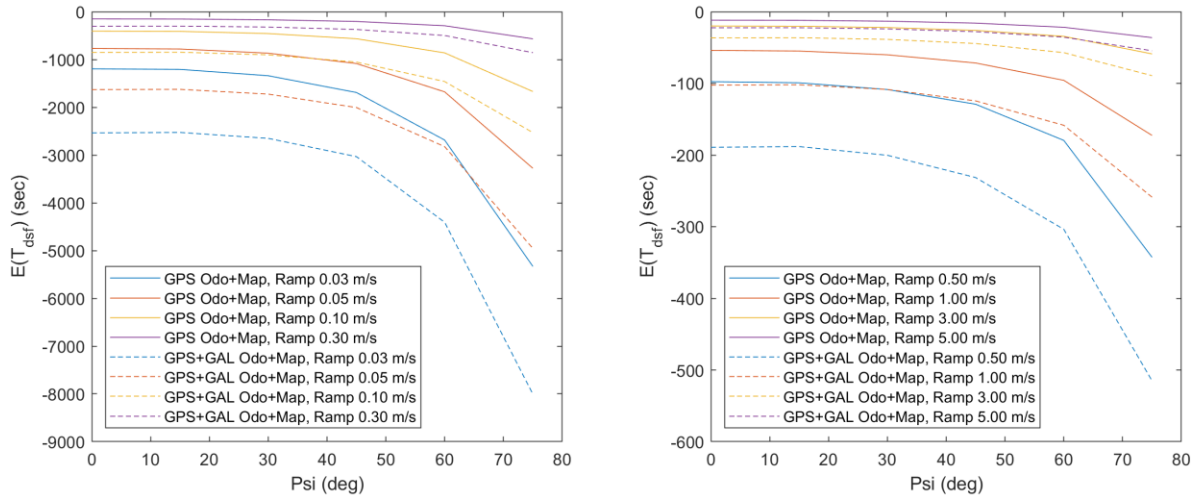 0
-1000
-2000
-3000
-4000
-5000
-6000
-7000
-8000
-9000
E(T_dsf) (sec)
GPS Odo+Map, Ramp 0.03 m/s
GPS Odo+Map, Ramp 0.05 m/s
GPS Odo+Map, Ramp 0.10 m/s
GPS Odo+Map, Ramp 0.30 m/s
GPS+GAL Odo+Map, Ramp 0.03 m/s
GPS+GAL Odo+Map, Ramp 0.05 m/s
GPS+GAL Odo+Map, Ramp 0.10 m/s
GPS+GAL Odo+Map, Ramp 0.30 m/s
0 10 20 30 40 50 60 70 80
Psi (deg)
0
-100
-200
-300
-400
-500
-600
E(T_dsf) (sec)
GPS Odo+Map, Ramp 0.50 m/s
GPS Odo+Map, Ramp 1.00 m/s
GPS Odo+Map, Ramp 3.00 m/s
GPS Odo+Map, Ramp 5.00 m/s
GPS+GAL Odo+Map, Ramp 0.50 m/s
GPS+GAL Odo+Map, Ramp 1.00 m/s
GPS+GAL Odo+Map, Ramp 3.00 m/s
GPS+GAL Odo+Map, Ramp 5.00 m/s
0 10 20 30 40 50 60 70 80
Psi (deg)